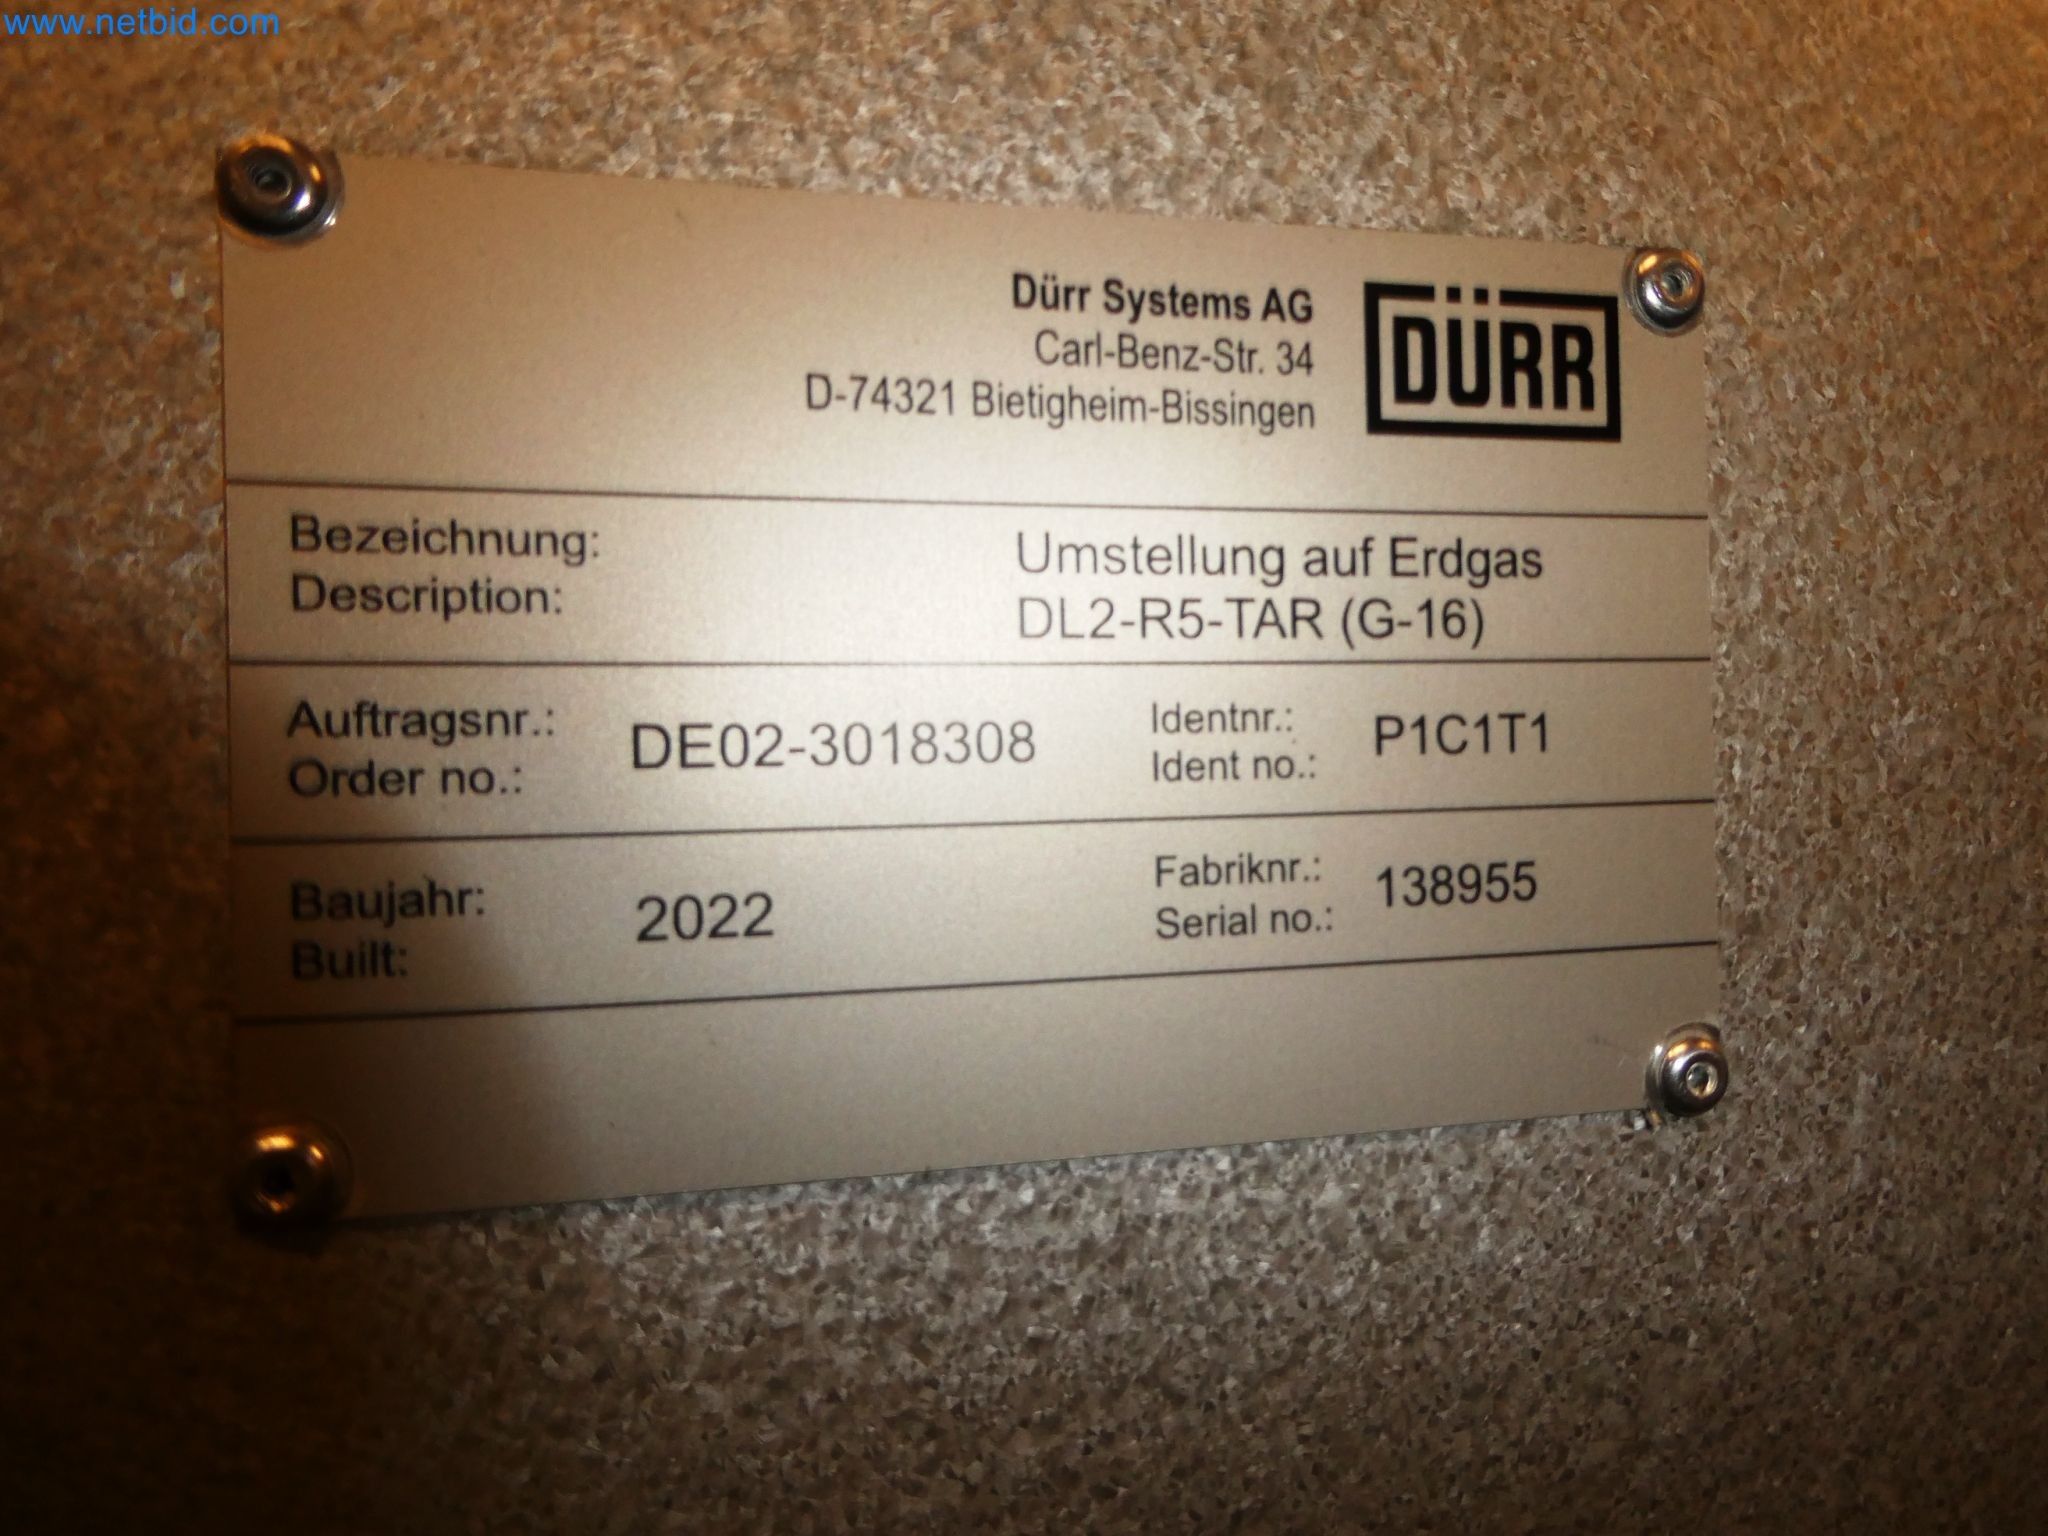 www.netbid.com
Dürr Systems AG
Carl-Benz-Str. 34
D-74321 Bietigheim-Bissingen
DÜRR
Bezeichnung:
Description:
Umstellung auf Erdgas
DL2-R5-TAR (G-16)
Auftragsnr.:
Order no.:
DE02-3018308
Identnr.:
Ident no.:
P1C1T1
Baujahr:
Built:
2022
Fabriknr.:
Serial no.:
138955